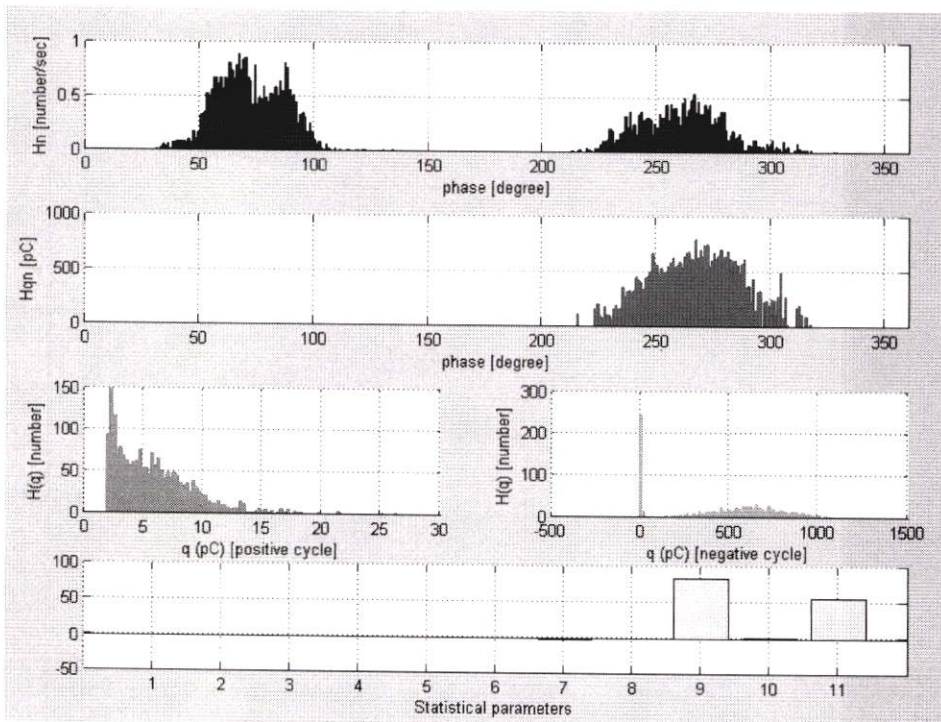 Hn [number/sec]
1
0.5
0
0 50 100 150 200 250 300 350
phase [degree]
Hqn [pC]
1000
500
0
0 50 100 150 200 250 300 350
phase [degree]
H(q) [number]
150
100
50
0
0 5 10 15 20 25 30
q (pC) [positive cycle]
H(q) [number]
300
200
100
0
-500 0 500 1000 1500
q (pC) [negative cycle]
100
50
0
-50
1 2 3 4 5 6 7 8 9 10 11
Statistical parameters